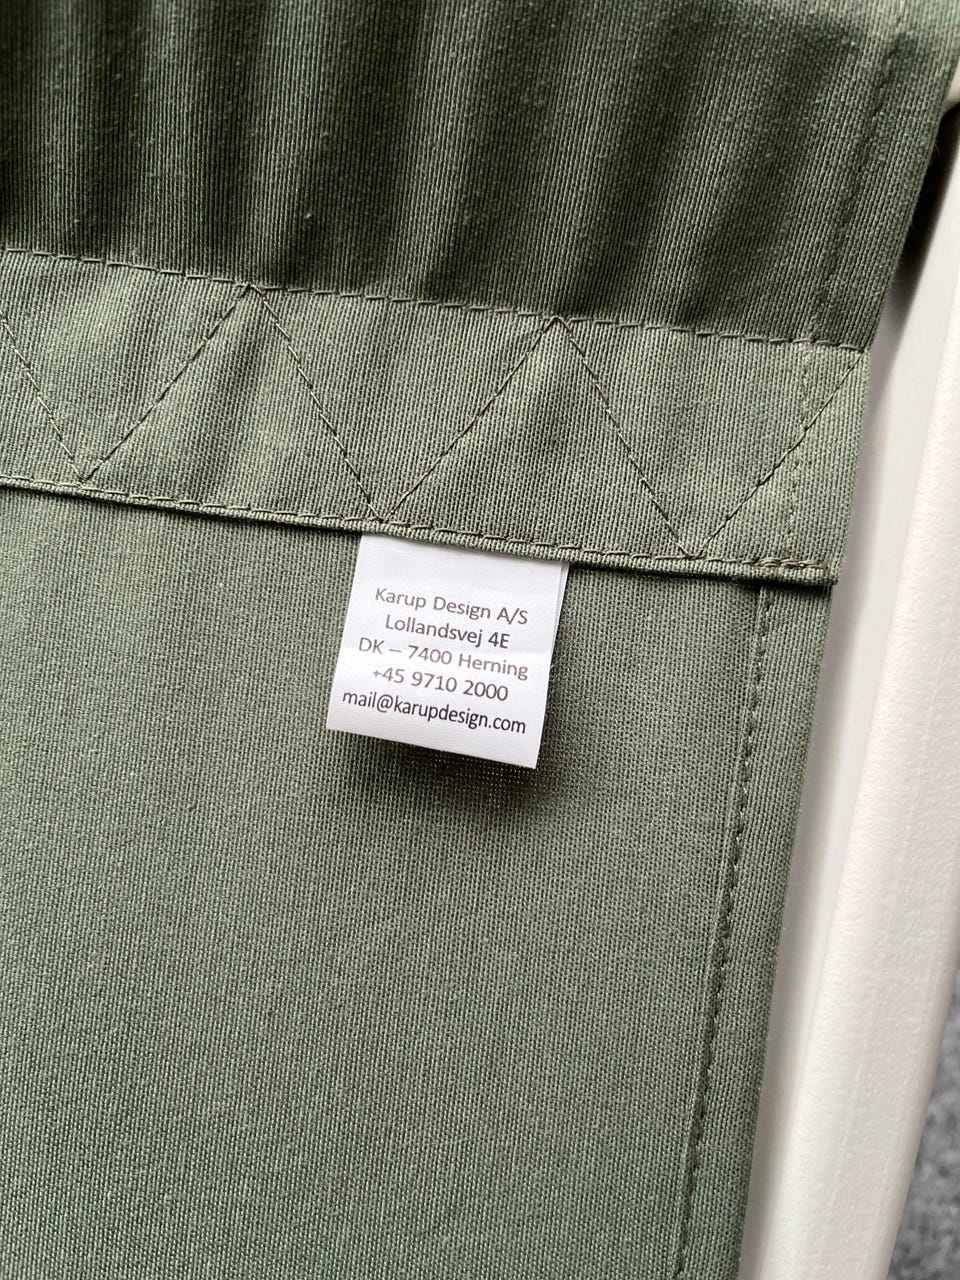 Karup Design A/S
Lollandsvej 4E
DK – 7400 Herning
+45 9710 2000
mail@karupdesign.com